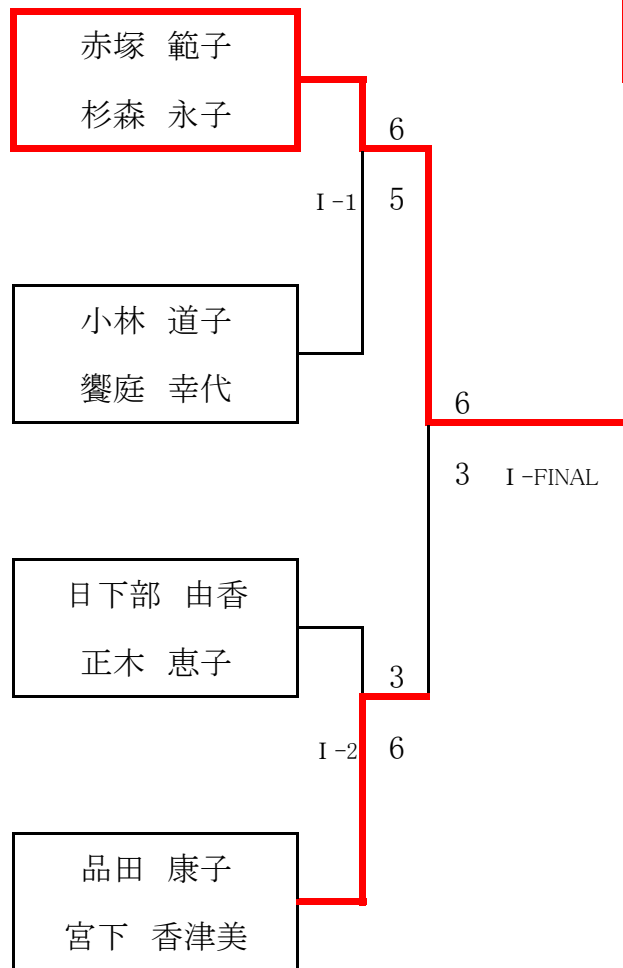 赤塚 範子
杉森 永子
6
I-1 5
小林 道子
饗庭 幸代
6
3 I-FINAL
日下部 由香
正木 恵子
3
I-2 6
品田 康子
宮下 香津美